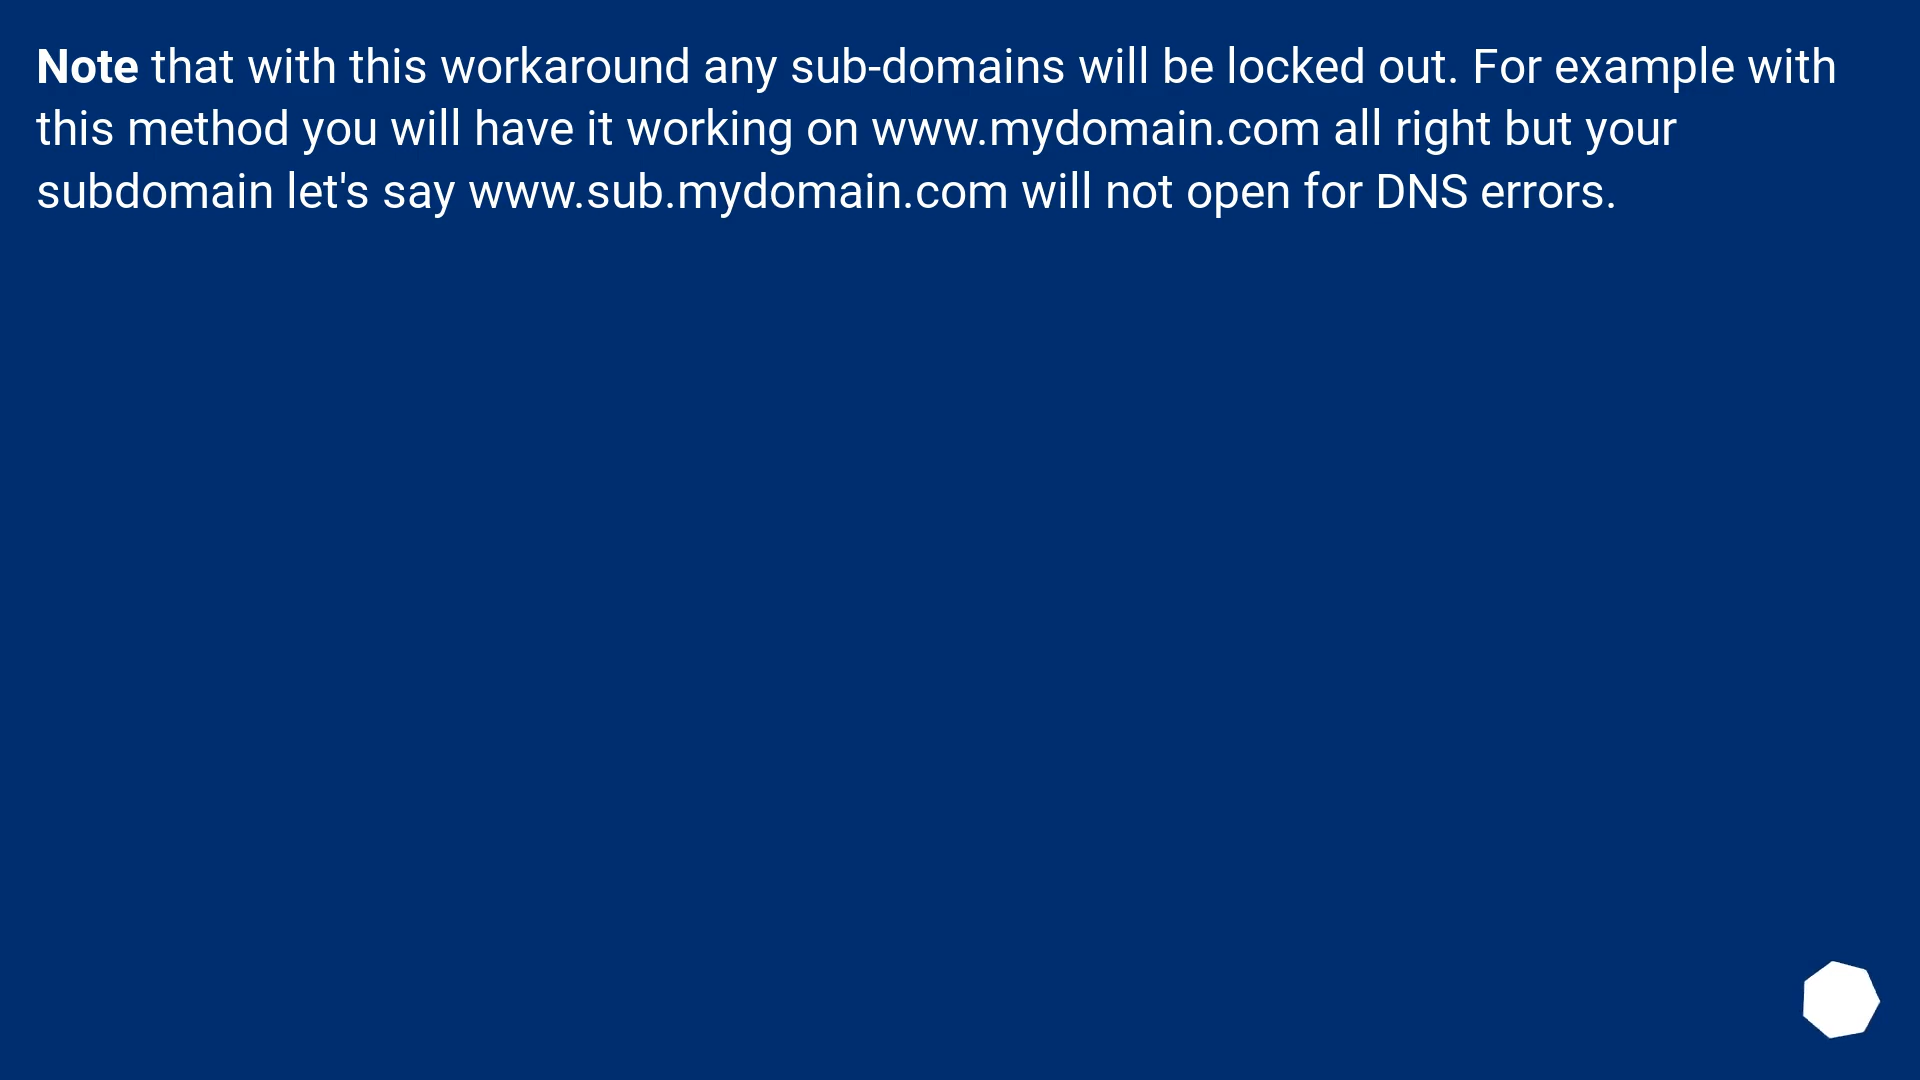 Note that with this workaround any sub-domains will be locked out. For example with
this method you will have it working on www.mydomain.com all right but your
subdomain let's say www.sub.mydomain.com will not open for DNS errors.